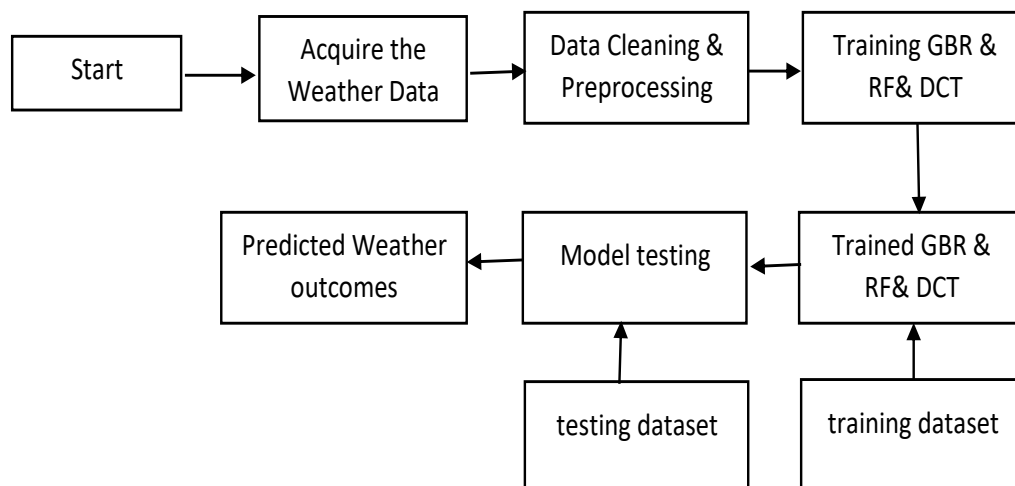 Start
Acquire the
Weather Data
Data Cleaning &
Preprocessing
Training GBR &
RF& DCT
Predicted Weather
outcomes
Model testing
Trained GBR &
RF& DCT
testing dataset
training dataset